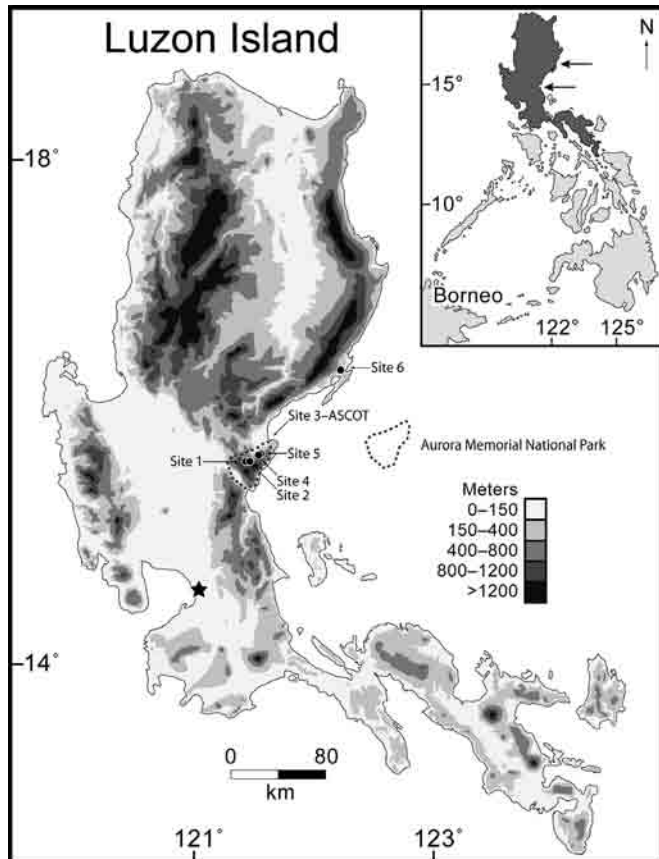 Luzon Island
N
15°
10°
Borneo
122°
125°
18°
Site 6
Site 3–ASCOT
Site 5
Site 1
Site 4
Site 2
Aurora Memorial National Park
Meters
0–150
150–400
400–800
800–1200
>1200
14°
0
80
km
121°
123°